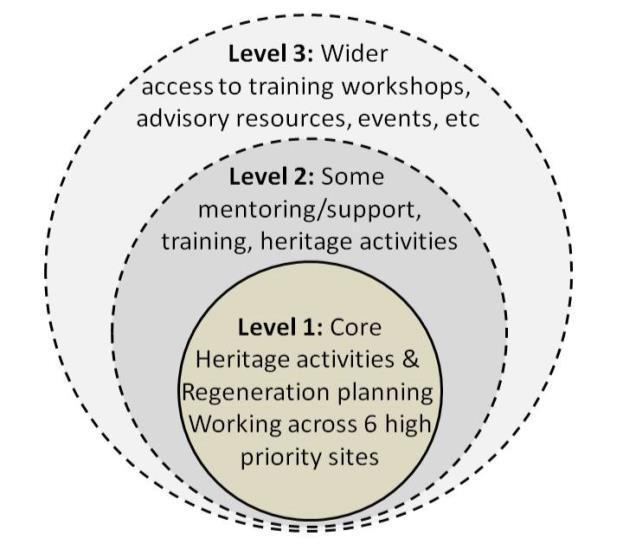 Level 3: Wider
access to training workshops,
advisory resources, events, etc
Level 2: Some
mentoring/support,
training, heritage activities
Level 1: Core
Heritage activities &
Regeneration planning
Working across 6 high
priority sites